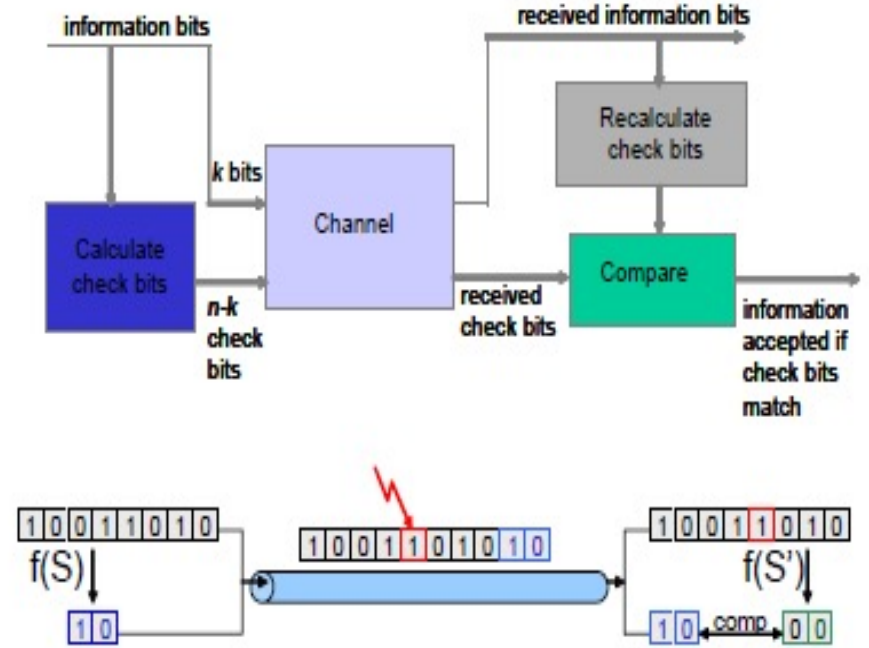 information bits
received information bits
Recalculate
check bits
k bits
Channel
Calculate
check bits
Compare
n-k
check
bits
received
check bits
information
accepted if
check bits
match
1 0 0 1 1 0 1 0
1 0 0 1 1 0 1 0 1 0
1 0 0 1 1 0 1 0
f(S)
f(S')
1 0
1 0
comp
0 0